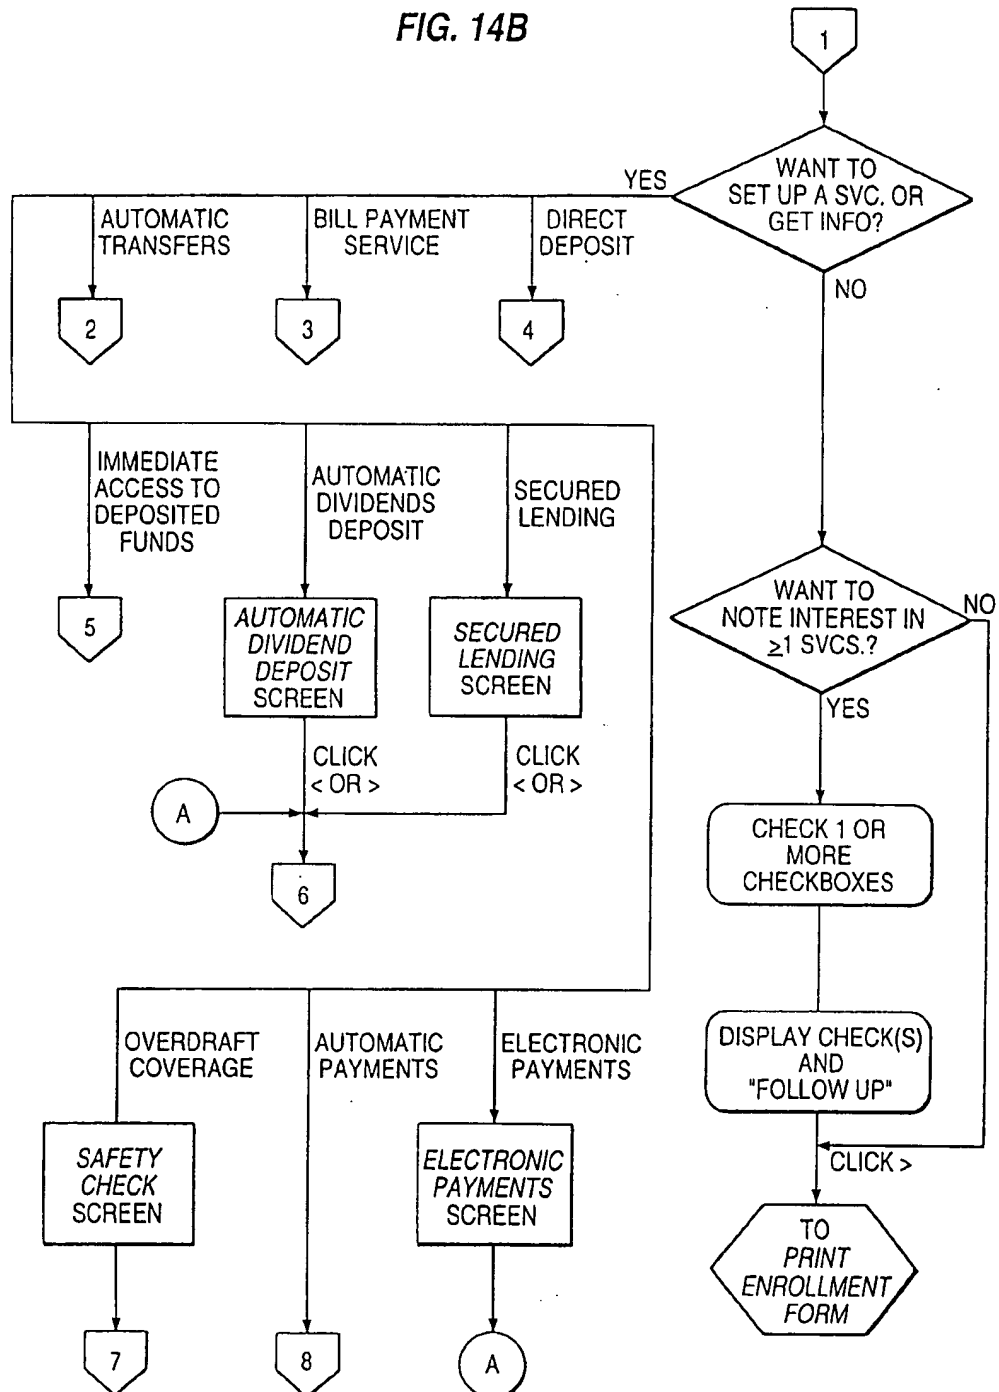 FIG. 14B
1
WANT TO
SET UP A SVC. OR
GET INFO?
YES
NO
AUTOMATIC
TRANSFERS
BILL PAYMENT
SERVICE
DIRECT
DEPOSIT
2
3
4
IMMEDIATE
ACCESS TO
DEPOSITED
FUNDS
AUTOMATIC
DIVIDENDS
DEPOSIT
SECURED
LENDING
5
AUTOMATIC
DIVIDEND
DEPOSIT
SCREEN
SECURED
LENDING
SCREEN
CLICK
< OR >
CLICK
< OR >
A
6
WANT TO
NOTE INTEREST IN
≥1 SVCS.?
NO
YES
CHECK 1 OR
MORE
CHECKBOXES
DISPLAY CHECK(S)
AND
"FOLLOW UP"
CLICK >
TO
PRINT
ENROLLMENT
FORM
OVERDRAFT
COVERAGE
AUTOMATIC
PAYMENTS
ELECTRONIC
PAYMENTS
SAFETY
CHECK
SCREEN
ELECTRONIC
PAYMENTS
SCREEN
7
8
A